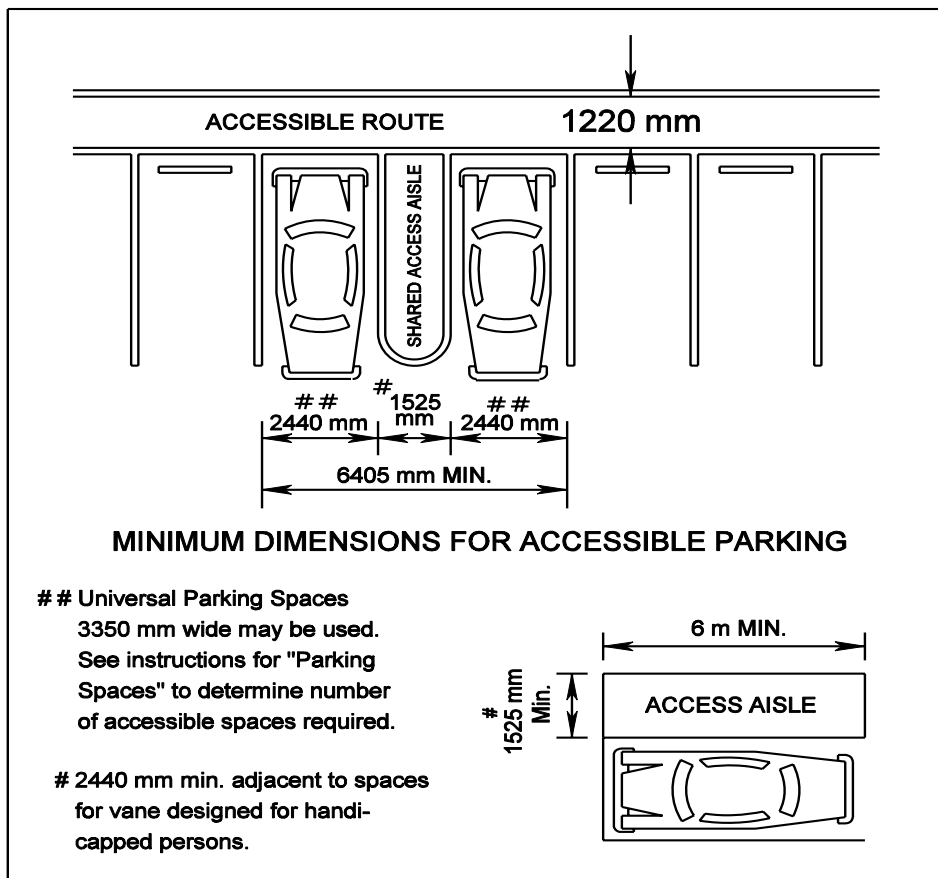 ACCESSIBLE ROUTE
1220 mm
SHARED ACCESS AISLE
# #
2440 mm
#
1525
mm
# #
2440 mm
6405 mm MIN.
MINIMUM DIMENSIONS FOR ACCESSIBLE PARKING
# # Universal Parking Spaces
3350 mm wide may be used.
See instructions for "Parking
Spaces" to determine number
of accessible spaces required.
# 2440 mm min. adjacent to spaces
for vane designed for handi-
capped persons.
6 m MIN.
#
1525 mm
Min.
ACCESS AISLE